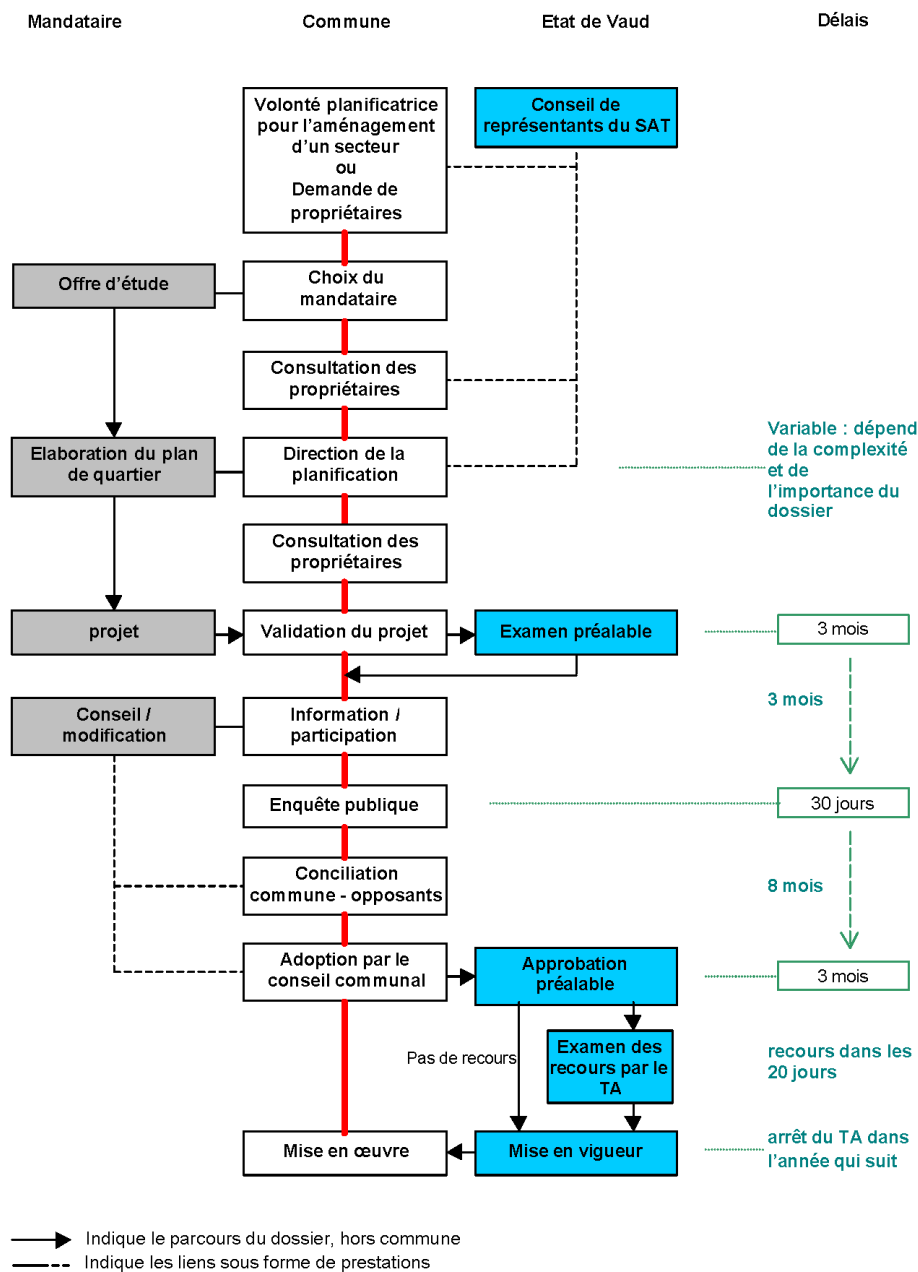 Mandataire
Commune
Etat de Vaud
Délais
Volonté planificatrice
pour l'aménagement
d'un secteur
ou
Demande de
propriétaires
Conseil de
représentants du SAT
Offre d'étude
Choix du
mandataire
Consultation des
propriétaires
Elaboration du plan
de quartier
Direction de la
planification
Variable : dépend
de la complexité
et de
l'importance du
dossier
Consultation des
propriétaires
projet
Validation du projet
Examen préalable
3 mois
3 mois
Conseil /
modification
Information /
participation
Enquête publique
30 jours
Conciliation
commune - opposants
8 mois
Adoption par le
conseil communal
Approbation
préalable
3 mois
Pas de recours
Examen des
recours par le
TA
recours dans les
20 jours
Mise en œuvre
Mise en vigueur
arrêt du TA dans
l'année qui suit
Indique le parcours du dossier, hors commune
Indique les liens sous forme de prestations